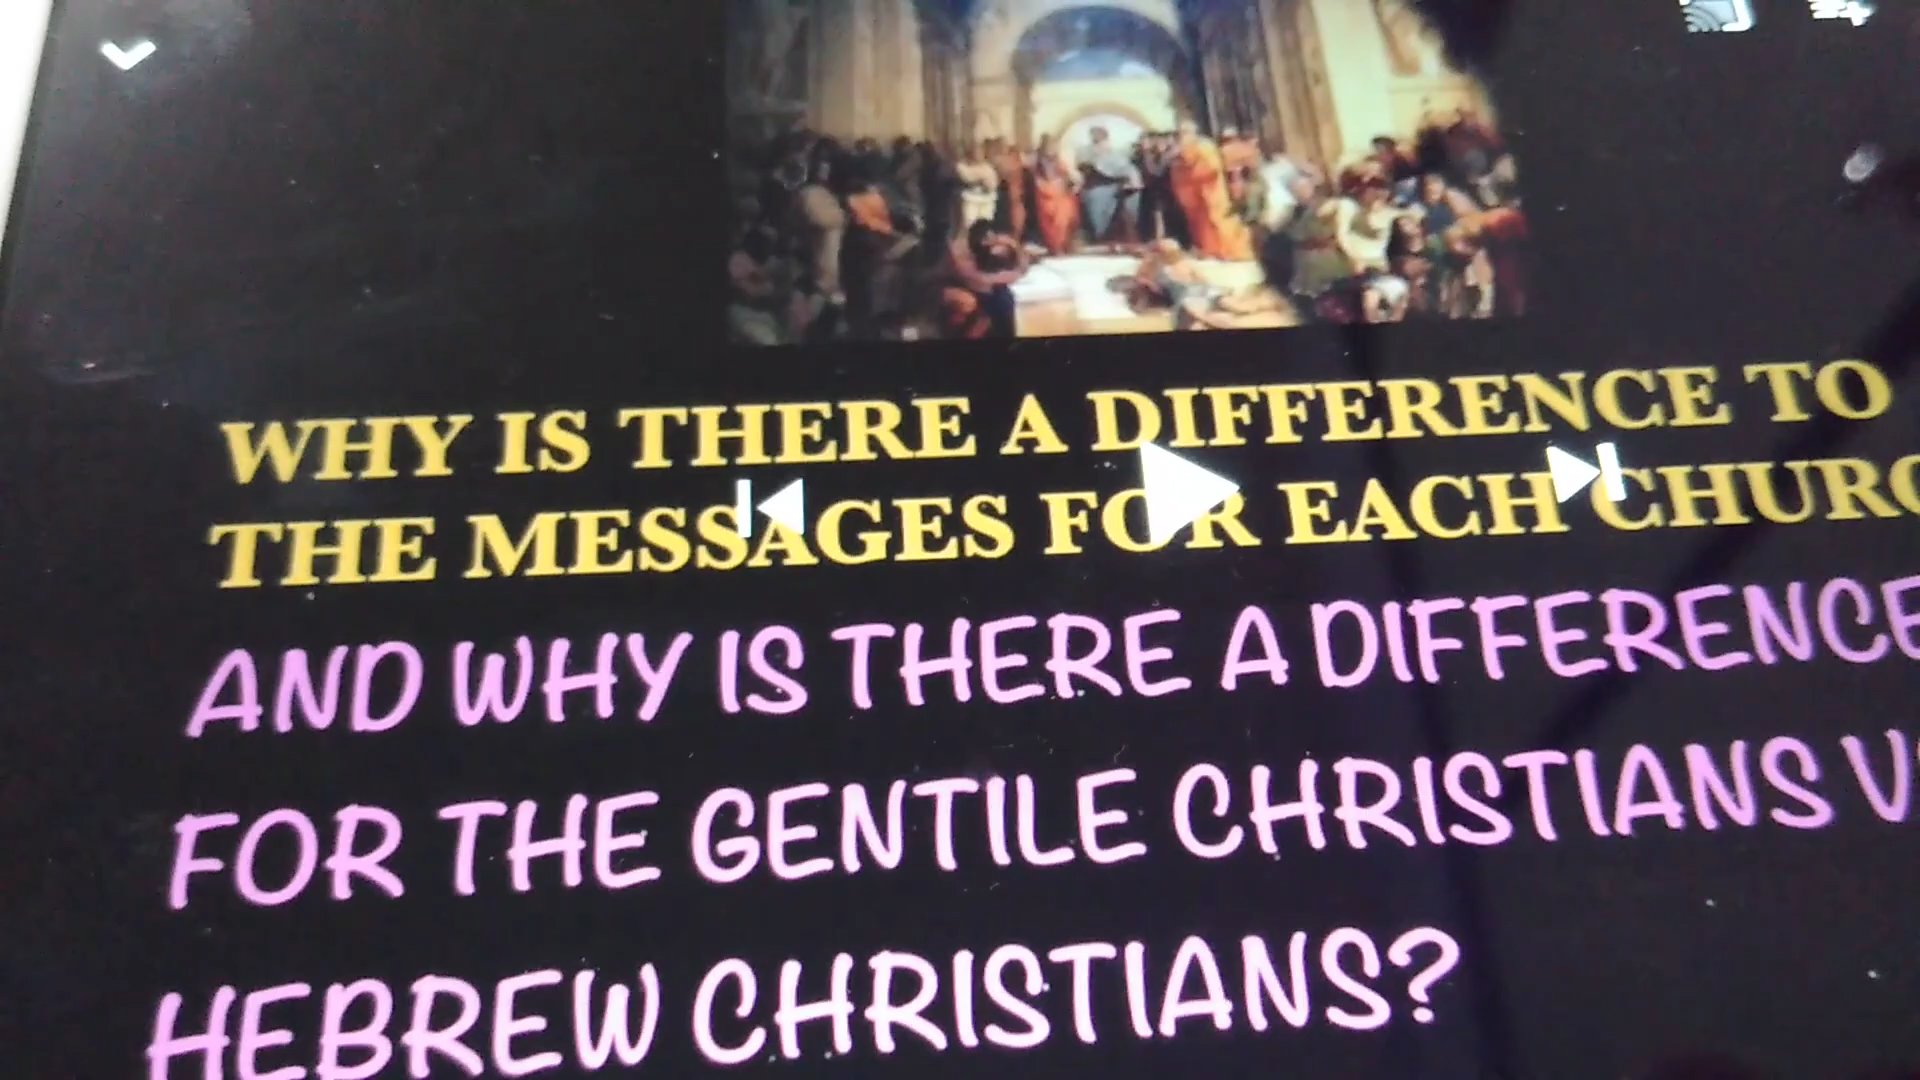 WHY IS THERE A DIFFERENCE TO
THE MESSAGES FOR EACH
AND WHY IS THERE A DIFFERENCE
FOR THE GENTILE CHRISTIANS
HEBREW CHRISTIANS?